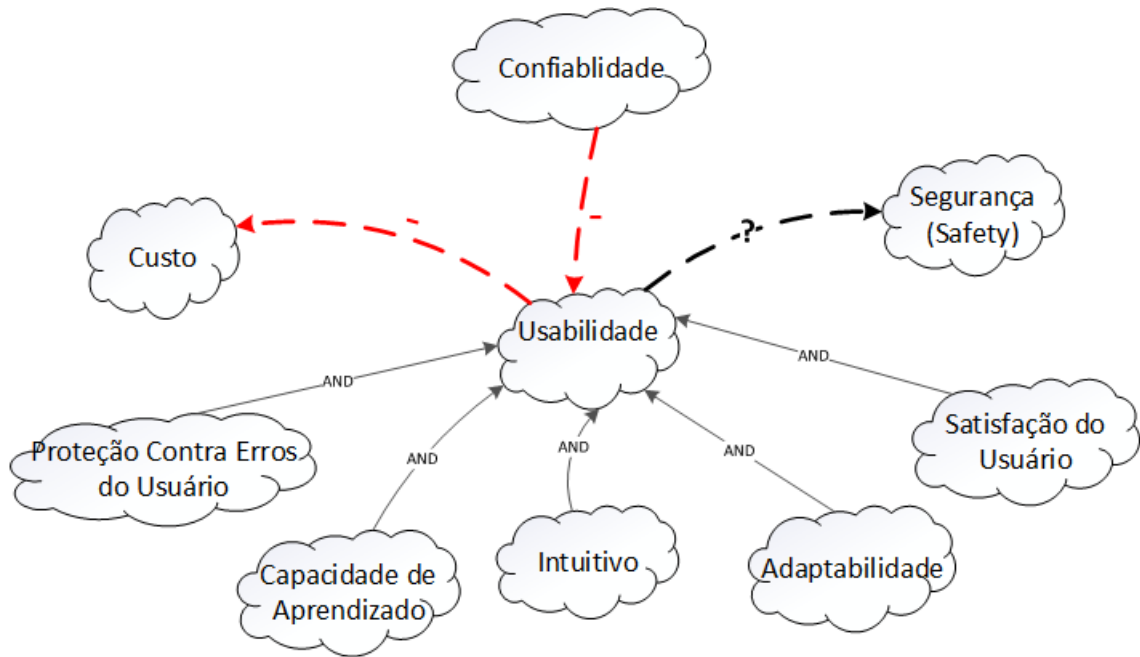 Confiablidade
Segurança
(Safety)
-
-
-?-
Custo
Usabilidade
AND
AND
AND
AND
AND
Satisfação do
Usuário
Proteção Contra Erros
do Usuário
Capacidade de
Aprendizado
Intuitivo
Adaptabilidade